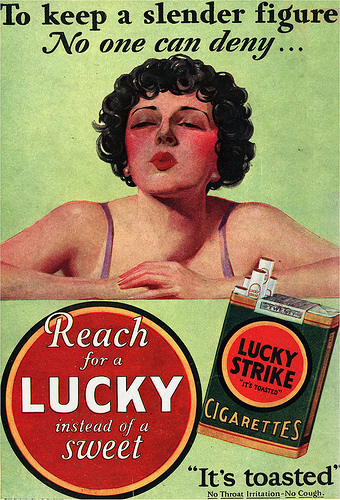 To keep a slender figure
No one can deny...
Reach
for a
LUCKY
instead of a
sweet
LUCKY
STRIKE
"IT'S TOASTED"
CIGARETTES
"It's toasted"
No Throat Irritation-No Cough.